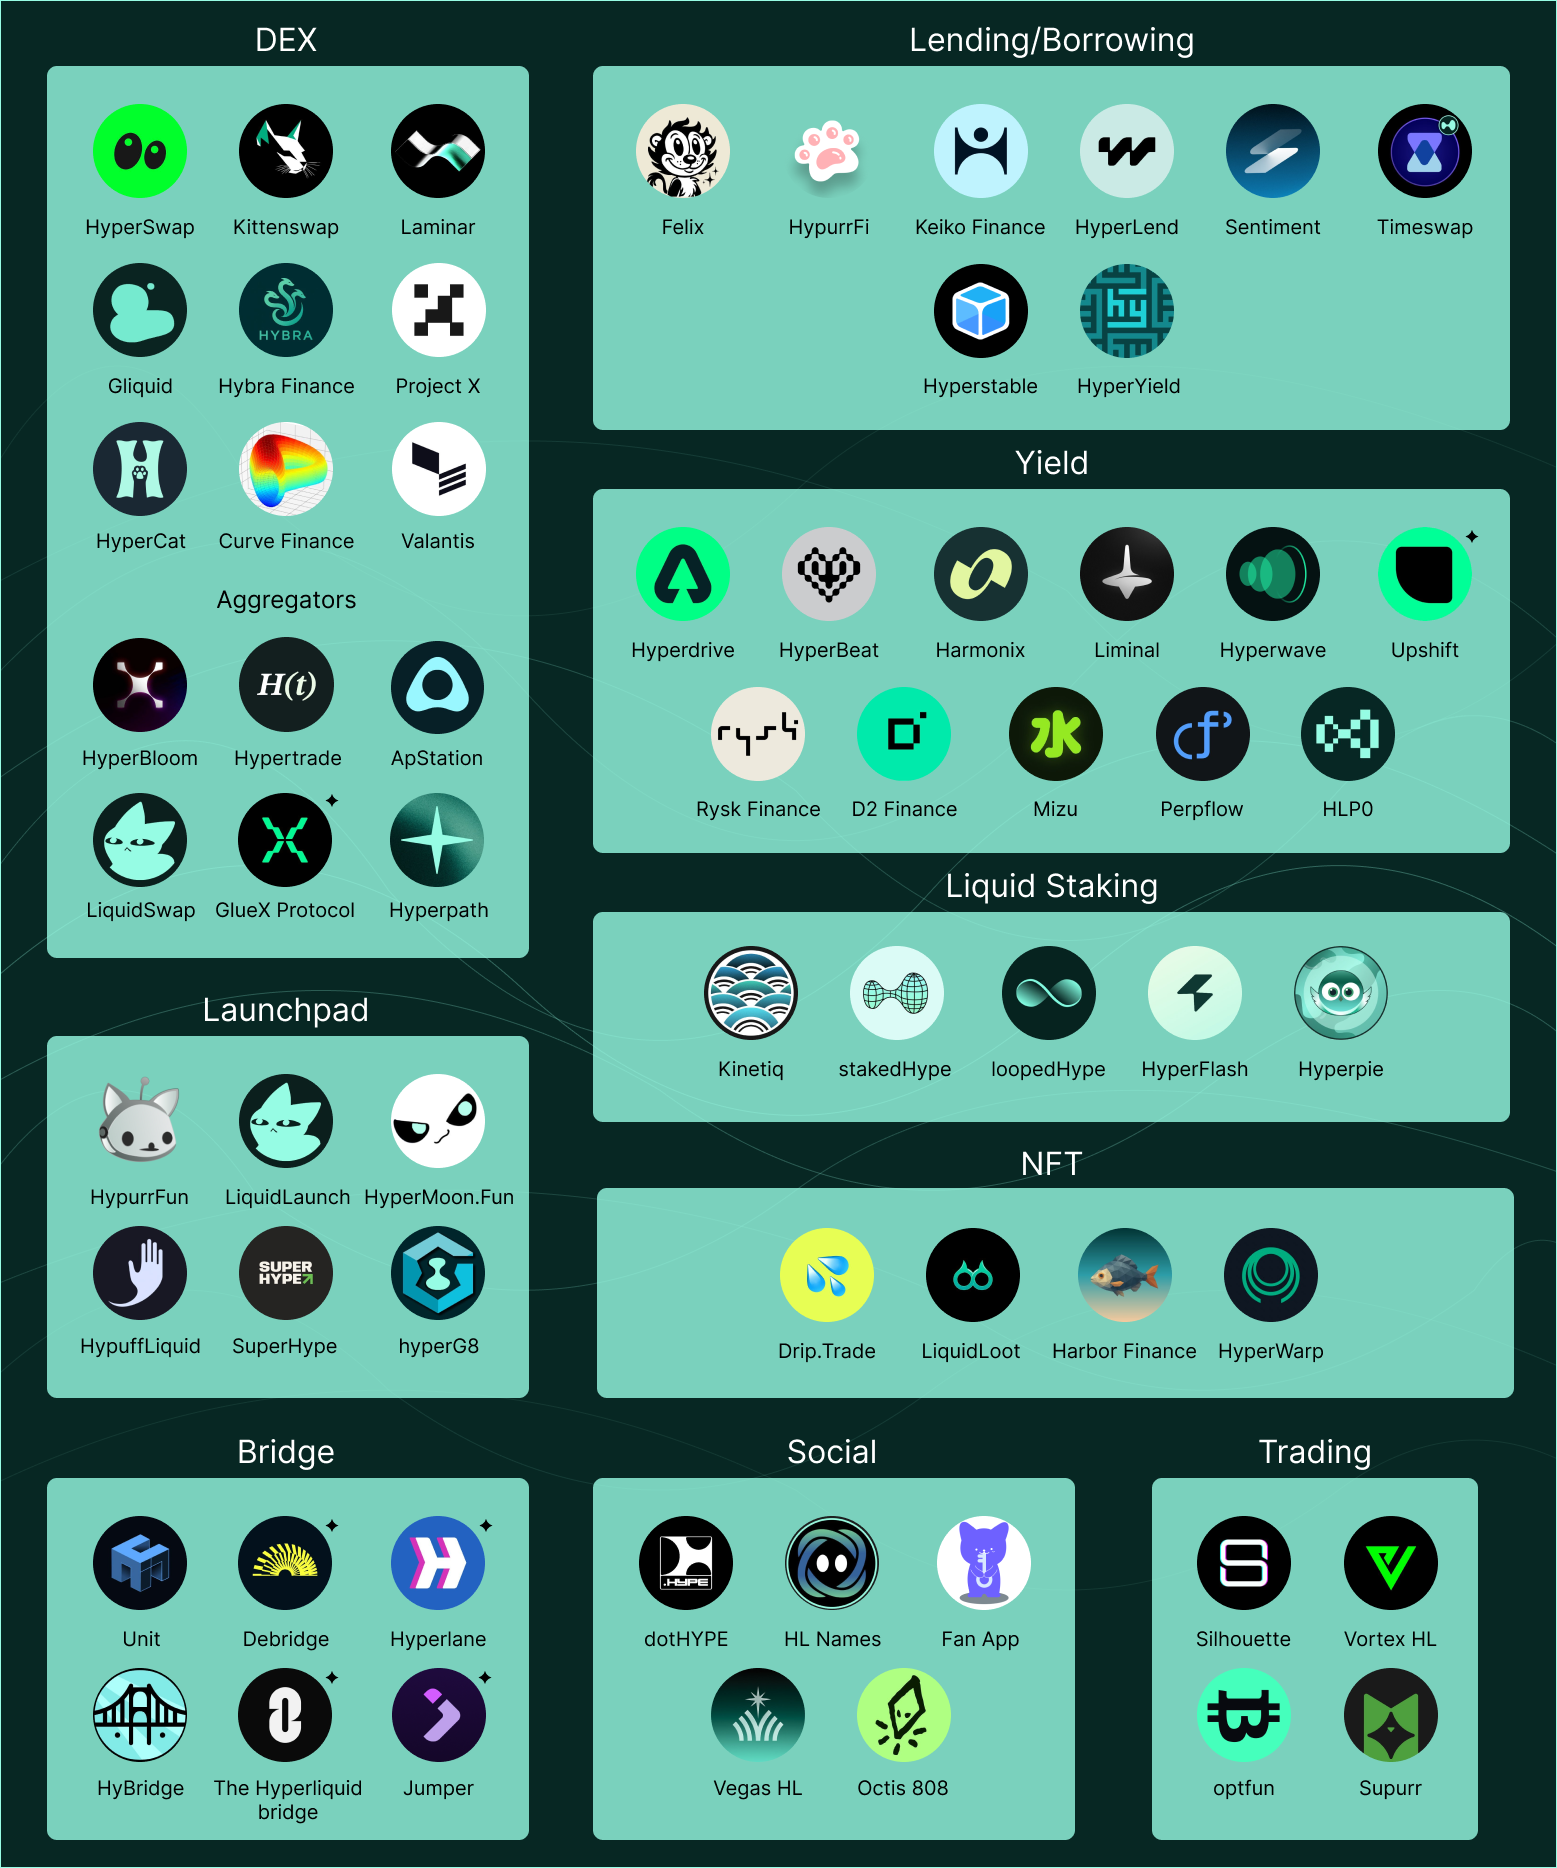 DEX
HyperSwap
Kittenswap
Laminar
Gliquid
HYBRA
Hybra Finance
Project X
HyperCat
Curve Finance
Valantis
Aggregators
HyperBloom
H(t)
Hypertrade
ApStation
LiquidSwap
GlueX Protocol
Hyperpath
Lending/Borrowing
Felix
HypurrFi
Keiko Finance
HyperLend
Sentiment
Timeswap
Hyperstable
hy
HyperYield
Yield
Hyperdrive
HyperBeat
Harmonix
Liminal
Hyperwave
Upshift
rysk
Rysk Finance
D2 Finance
Mizu
Perpflow
HLP0
Liquid Staking
Kinetiq
stakedHype
loopedHype
HyperFlash
Hyperpie
Launchpad
HypurrFun
LiquidLaunch
HyperMoon.Fun
HypuffLiquid
SUPER
HYPE
SuperHype
hyperG8
NFT
Drip.Trade
LiquidLoot
Harbor Finance
HyperWarp
Bridge
Unit
Debridge
Hyperlane
HyBridge
The Hyperliquid
bridge
Jumper
Social
.HYPE
dotHYPE
HL Names
Fan App
Vegas HL
Octis 808
Trading
Silhouette
Vortex HL
optfun
Supurr